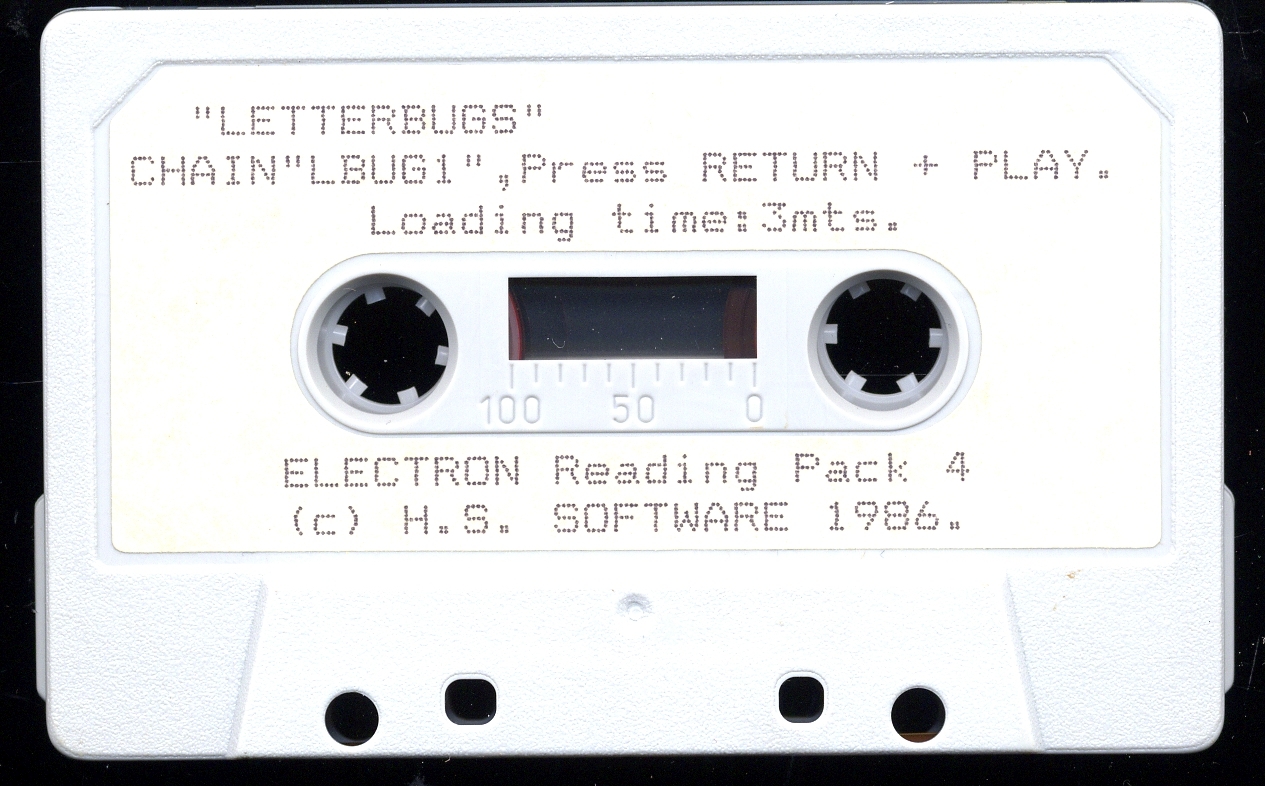 "LETTERBUGS"
CHAIN"LBUG1",Press RETURN + PLAY.
Loading time:3mts.
100 50 0
ELECTRON Reading Pack 4
(c) H.S. SOFTWARE 1986.